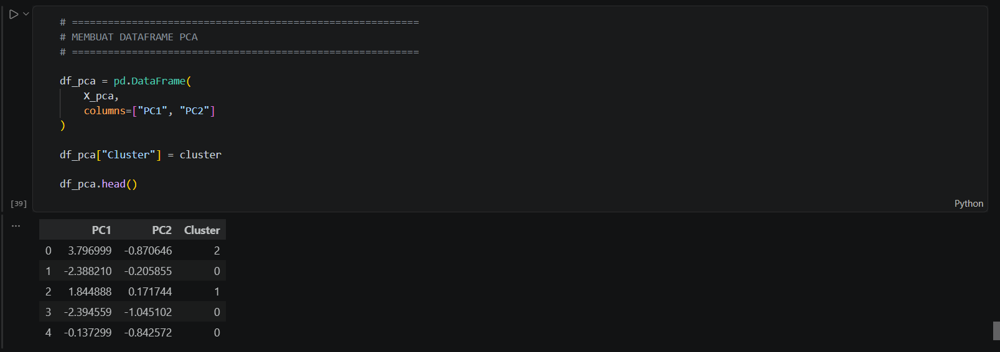 # ==========================================================
# MEMBUAT DATAFRAME PCA
# ==========================================================
df_pca = pd.DataFrame(
X_pca,
columns=["PC1", "PC2"]
)
df_pca["Cluster"] = cluster
df_pca.head()
[39]
Python
...
PC1 PC2 Cluster
0 3.796999 -0.870646 2
1 -2.388210 -0.205855 0
2 1.844888 0.171744 1
3 -2.394559 -1.045102 0
4 -0.137299 -0.842572 0